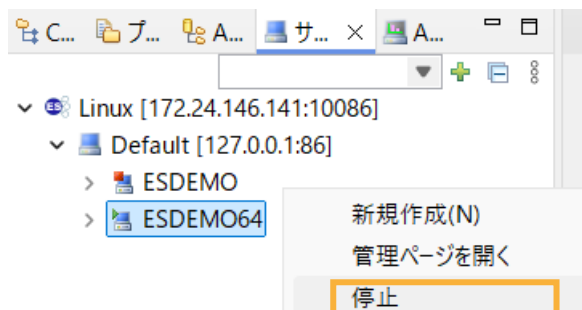 C... プ... A... サ... A...
Linux [172.24.146.141:10086]
Default [127.0.0.1:86]
ESDEMO
ESDEMO64
新規作成(N)
管理ページを開く
停止